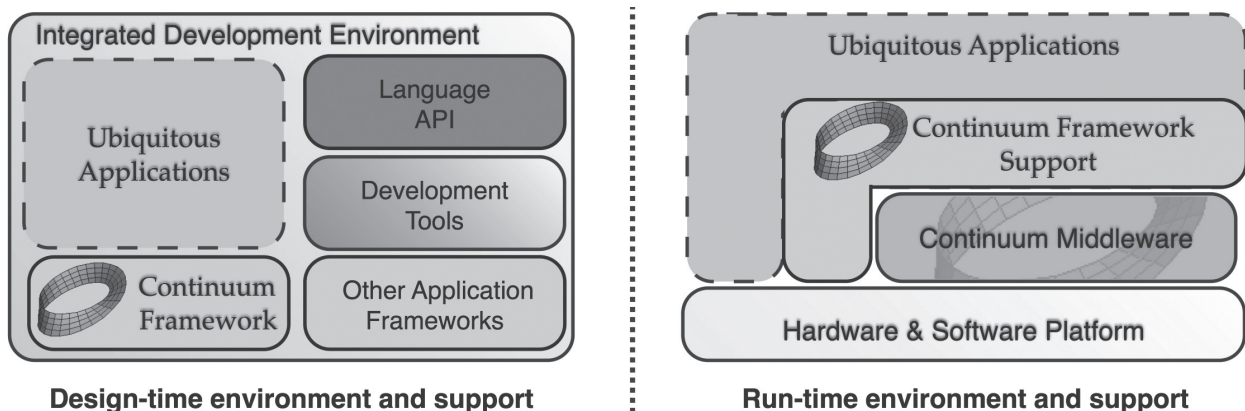 Integrated Development Environment
Ubiquitous
Applications
Language
API
Development
Tools
Continuum
Framework
Other Application
Frameworks
Design-time environment and support
Ubiquitous Applications
Continuum Framework
Support
Continuum Middleware
Hardware & Software Platform
Run-time environment and support